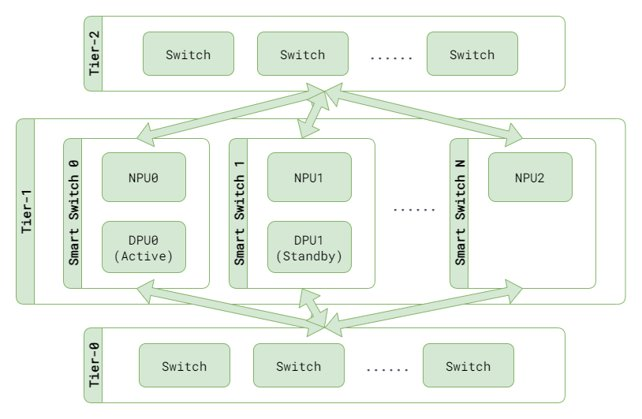 Tier-2
Switch
Switch
......
Switch
Tier-1
Smart Switch 0
NPU0
DPU0
(Active)
Smart Switch 1
NPU1
DPU1
(Standby)
......
Smart Switch N
NPU2
Tier-0
Switch
Switch
......
Switch